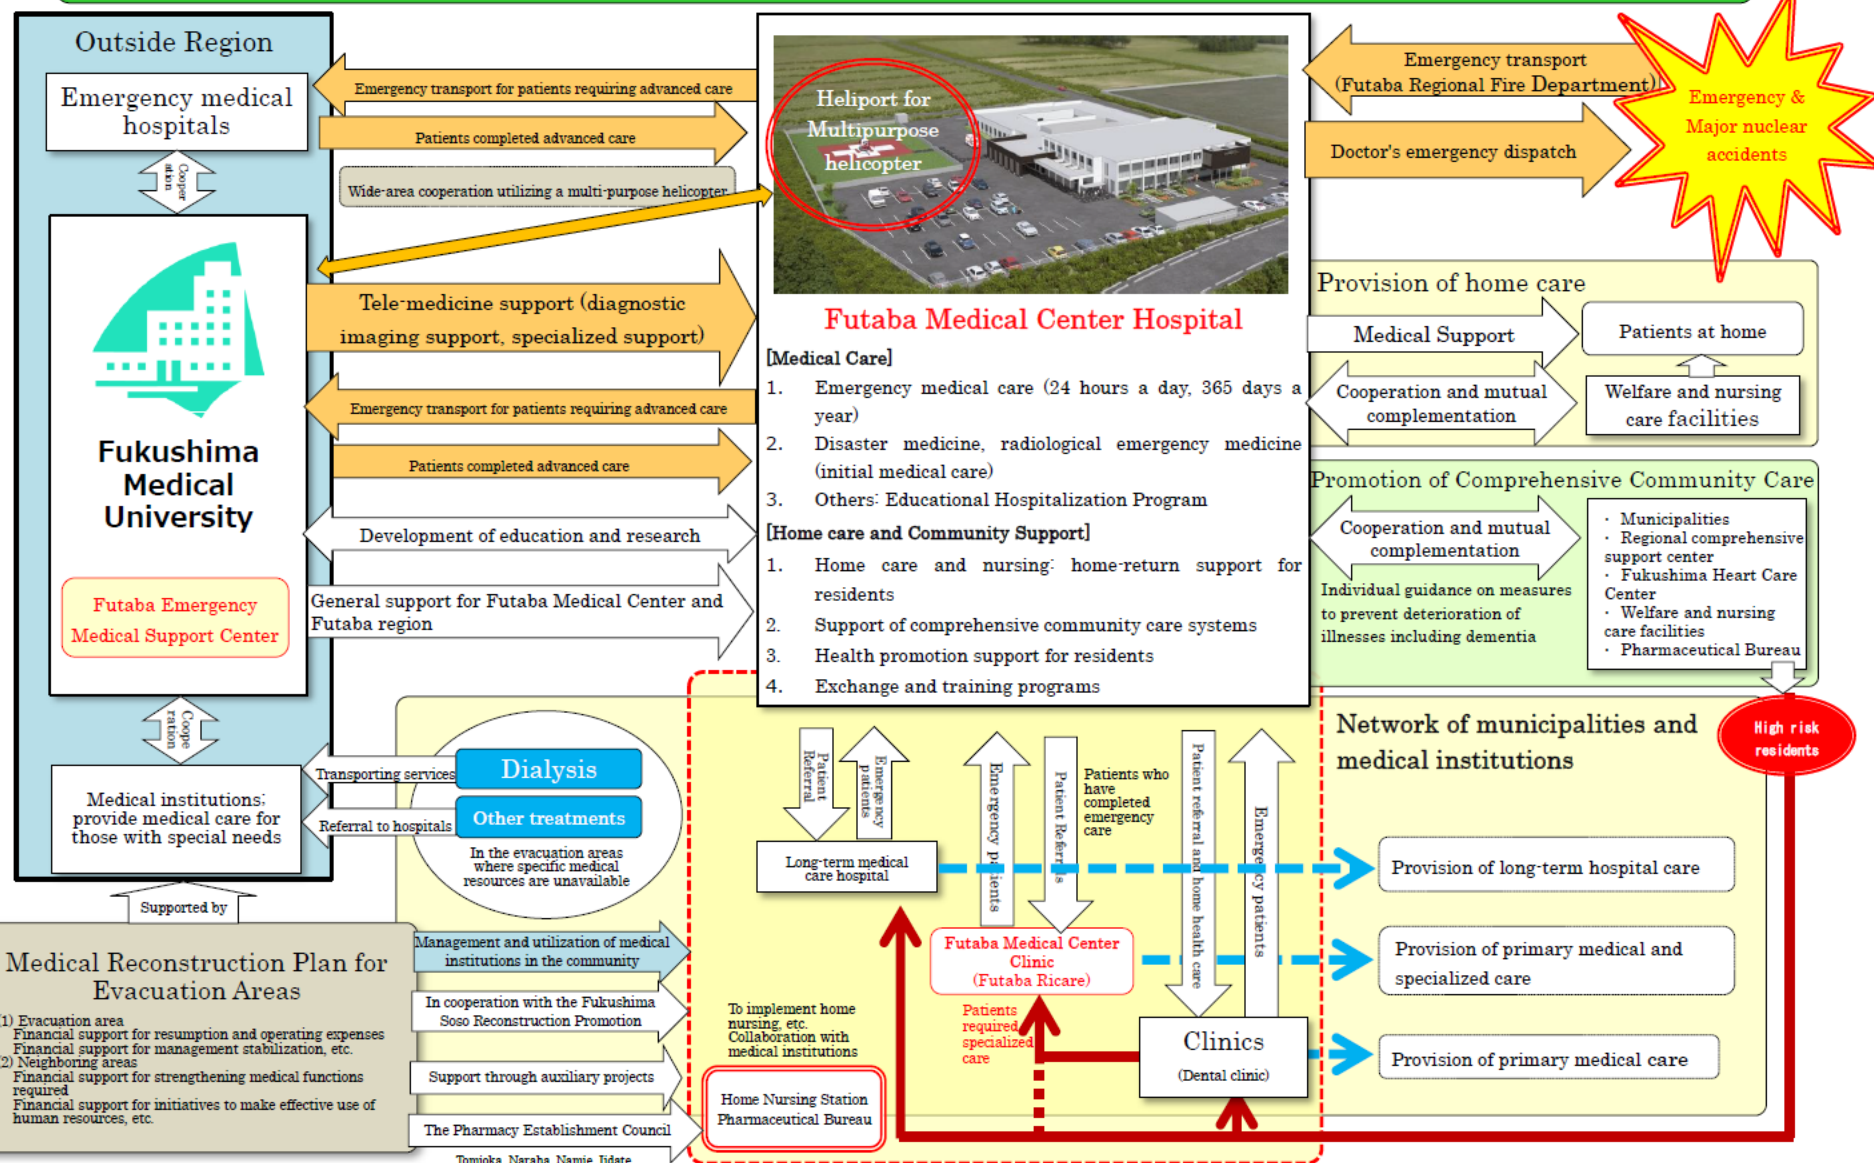 Outside Region
Emergency medical
hospitals
Cooper
ation
Fukushima
Medical
University
Futaba Emergency
Medical Support Center
Coope
ration
Medical institutions;
provide medical care for
those with special needs
Supported by
Medical Reconstruction Plan for
Evacuation Areas
(1) Evacuation area
Financial support for resumption and operating expenses
Financial support for management stabilization, etc.
(2) Neighboring areas
Financial support for strengthening medical functions
required
Financial support for initiatives to make effective use of
human resources, etc.
Emergency transport for patients requiring advanced care
Patients completed advanced care
Wide-area cooperation utilizing a multi-purpose helicopter
Tele-medicine support (diagnostic
imaging support, specialized support)
Emergency transport for patients requiring advanced care
Patients completed advanced care
Development of education and research
General support for Futaba Medical Center and
Futaba region
Transporting services
Dialysis
Referral to hospitals
Other treatments
In the evacuation areas
where specific medical
resources are unavailable
Management and utilization of medical
institutions in the community
In cooperation with the Fukushima
Soso Reconstruction Promotion
Support through auxiliary projects
The Pharmacy Establishment Council
Tomioka, Naraha, Namie, Iidate
Heliport for
Multipurpose
helicopter
Futaba Medical Center Hospital
[Medical Care]
1. Emergency medical care (24 hours a day, 365 days a
year)
2. Disaster medicine, radiological emergency medicine
(initial medical care)
3. Others: Educational Hospitalization Program
[Home care and Community Support]
1. Home care and nursing: home-return support for
residents
2. Support of comprehensive community care systems
3. Health promotion support for residents
4. Exchange and training programs
Patient
Referral
Emergency
patients
Emergency patients
Patient Referrals
Patients who
have
completed
emergency
care
Patient referral and home health care
Emergency patients
Long-term medical
care hospital
Futaba Medical Center
Clinic
(Futaba Ricare)
Patients
required
specialized
care
Clinics
(Dental clinic)
To implement home
nursing, etc.
Collaboration with
medical institutions
Home Nursing Station
Pharmaceutical Bureau
Emergency transport
(Futaba Regional Fire Department)
Doctor's emergency dispatch
Emergency &
Major nuclear
accidents
Provision of home care
Medical Support
Patients at home
Cooperation and mutual
complementation
Welfare and nursing
care facilities
Promotion of Comprehensive Community Care
Cooperation and mutual
complementation
Individual guidance on measures
to prevent deterioration of
illnesses including dementia
· Municipalities
· Regional comprehensive
support center
· Fukushima Heart Care
Center
· Welfare and nursing
care facilities
· Pharmaceutical Bureau
High risk
residents
Network of municipalities and
medical institutions
Provision of long-term hospital care
Provision of primary medical and
specialized care
Provision of primary medical care